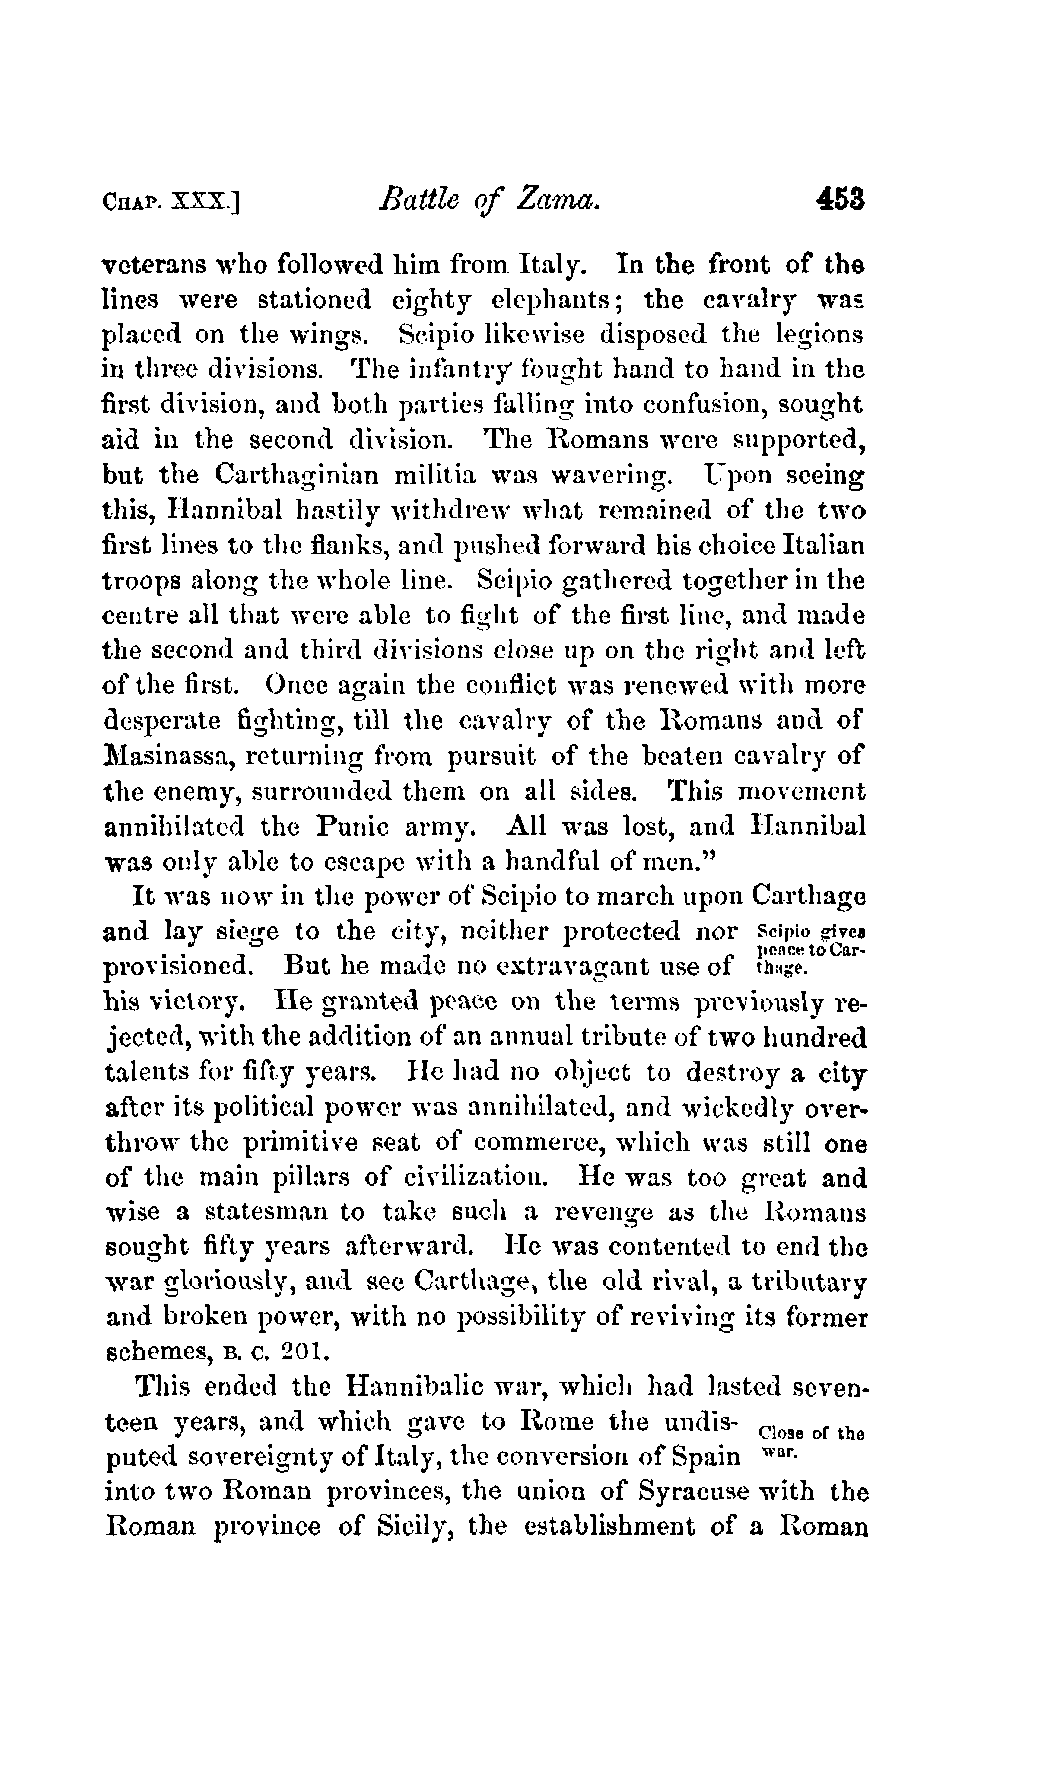 CHAP. XXX.] Battle of Zama. 453
veterans who followed him from Italy. In the front of the
lines were stationed eighty elephants; the cavalry was
placed on the wings. Scipio likewise disposed the legions
in three divisions. The infantry fought hand to hand in the
first division, and both parties falling into confusion, sought
aid in the second division. The Romans were supported,
but the Carthaginian militia was wavering. Upon seeing
this, Hannibal hastily withdrew what remained of the two
first lines to the flanks, and pushed forward his choice Italian
troops along the whole line. Scipio gathered together in the
centre all that were able to fight of the first line, and made
the second and third divisions close up on the right and left
of the first. Once again the conflict was renewed with more
desperate fighting, till the cavalry of the Romans and of
Masinassa, returning from pursuit of the beaten cavalry of
the enemy, surrounded them on all sides. This movement
annihilated the Punic army. All was lost, and Hannibal
was only able to escape with a handful of men."
It was now in the power of Scipio to march upon Carthage
and lay siege to the city, neither protected nor
provisioned. But he made no extravagant use of
Scipio gives
peace to Car-
thage.
his victory. He granted peace on the terms previously re-
jected, with the addition of an annual tribute of two hundred
talents for fifty years. He had no object to destroy a city
after its political power was annihilated, and wickedly over-
throw the primitive seat of commerce, which was still one
of the main pillars of civilization. He was too great and
wise a statesman to take such a revenge as the Romans
sought fifty years afterward. He was contented to end the
war gloriously, and see Carthage, the old rival, a tributary
and broken power, with no possibility of reviving its former
schemes, B. C. 201.
This ended the Hannibalic war, which had lasted seven-
teen years, and which gave to Rome the undis-
puted sovereignty of Italy, the conversion of Spain
Close of the
war.
into two Roman provinces, the union of Syracuse with the
Roman province of Sicily, the establishment of a Roman